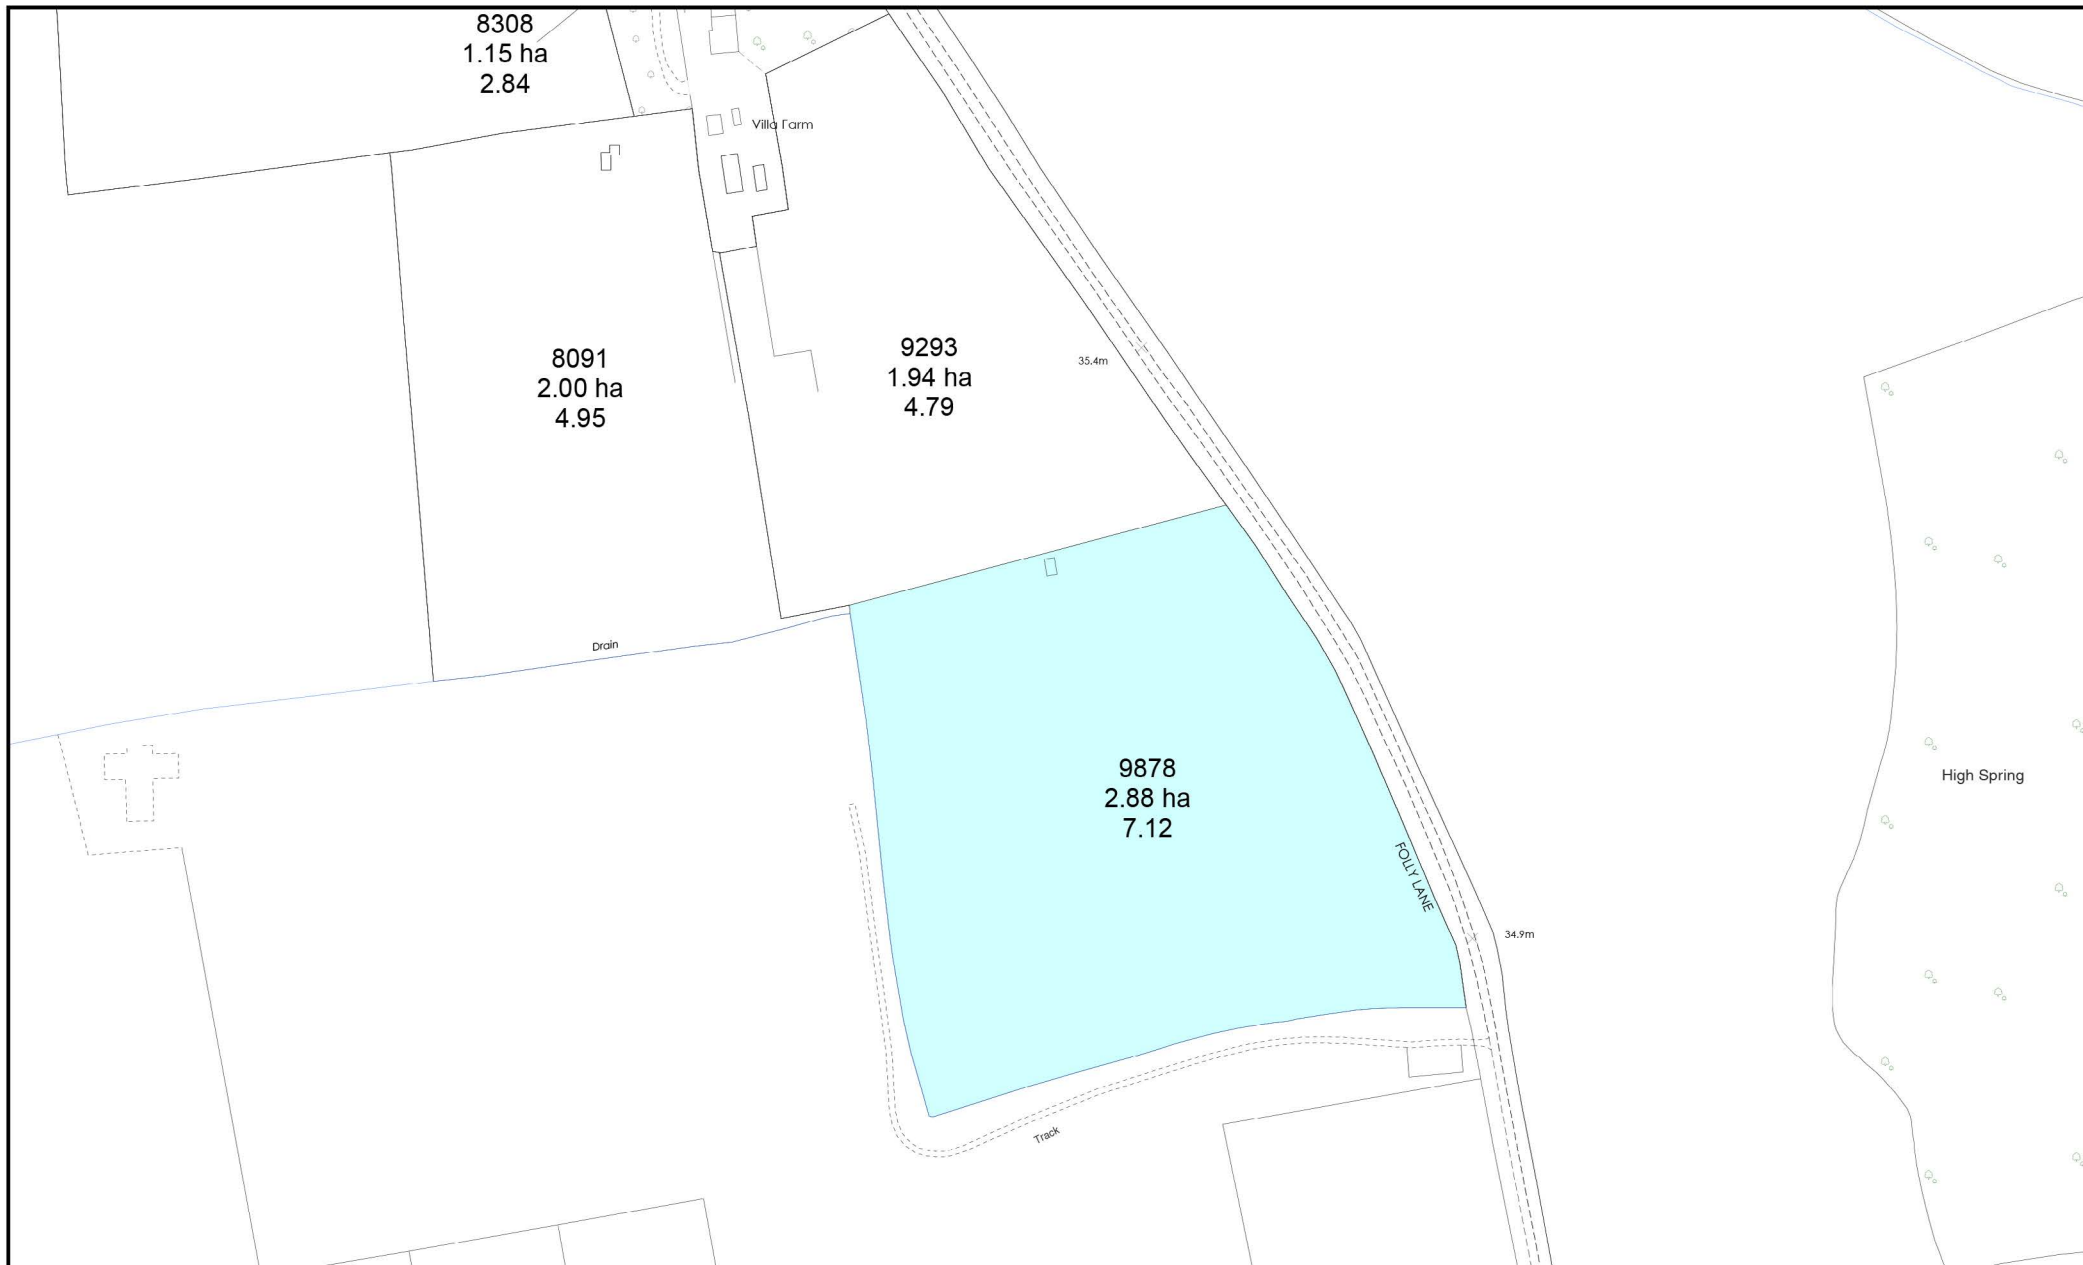 8308
1.15 ha
2.84
Villa Farm
8091
2.00 ha
4.95
9293
1.94 ha
4.79
35.4m
Drain
9878
2.88 ha
7.12
High Spring
FOLLY LANE
34.9m
Track